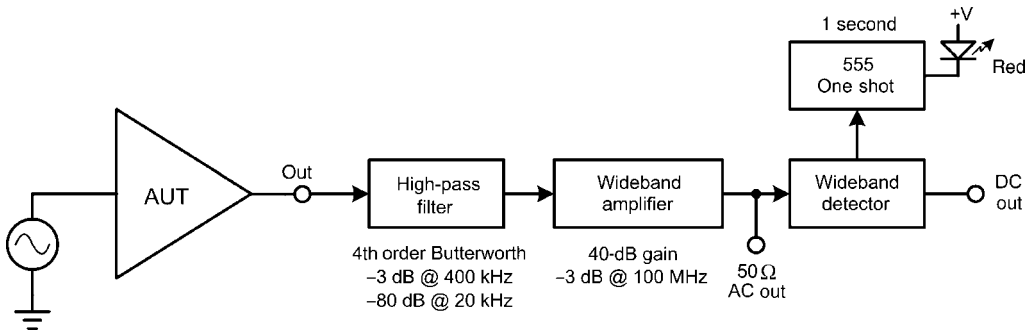 1 second
+V
555
One shot
Red
AUT
Out
High-pass
filter
Wideband
amplifier
Wideband
detector
DC
out
4th order Butterworth
–3 dB @ 400 kHz
–80 dB @ 20 kHz
40-dB gain
–3 dB @ 100 MHz
50 Ω
AC out